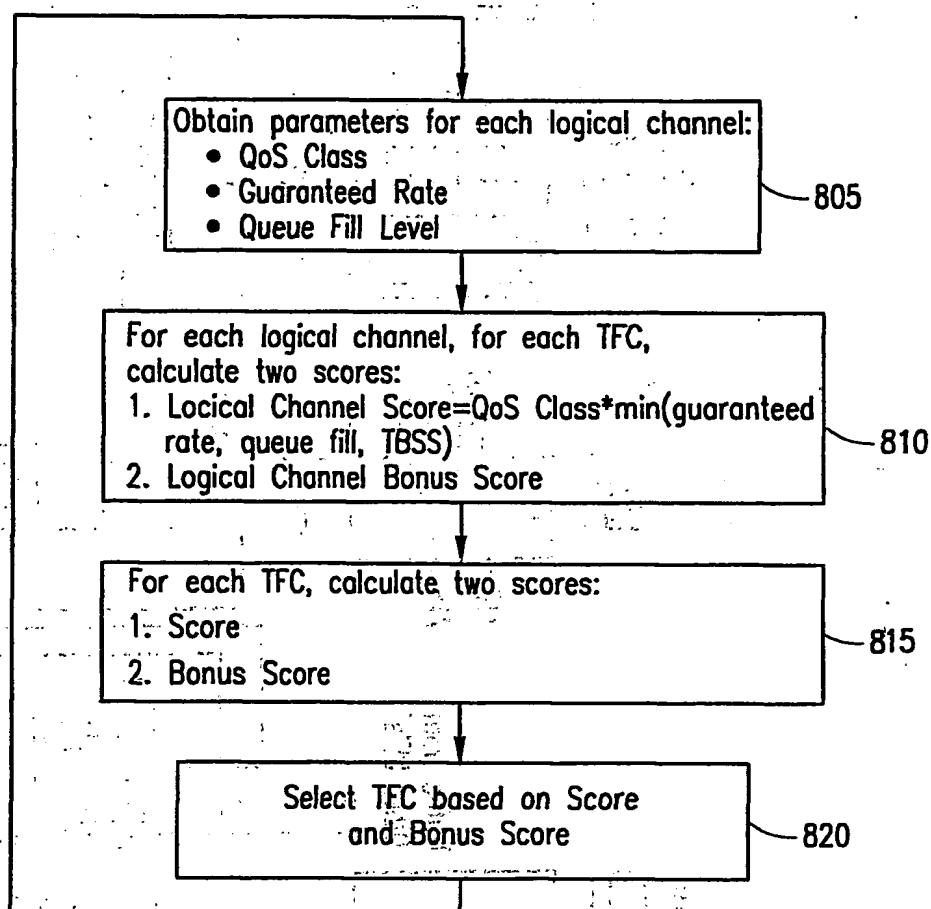 Obtain parameters for each logical channel:
• QoS Class
• Guaranteed Rate
• Queue Fill Level
805
For each logical channel, for each TFC,
calculate two scores:
1. Locical Channel Score=QoS Class*min(guaranteed
rate, queue fill, TBSS)
2. Logical Channel Bonus Score
810
For each TFC, calculate two scores:
1. Score
2. Bonus Score
815
Select TFC based on Score
and Bonus Score
820